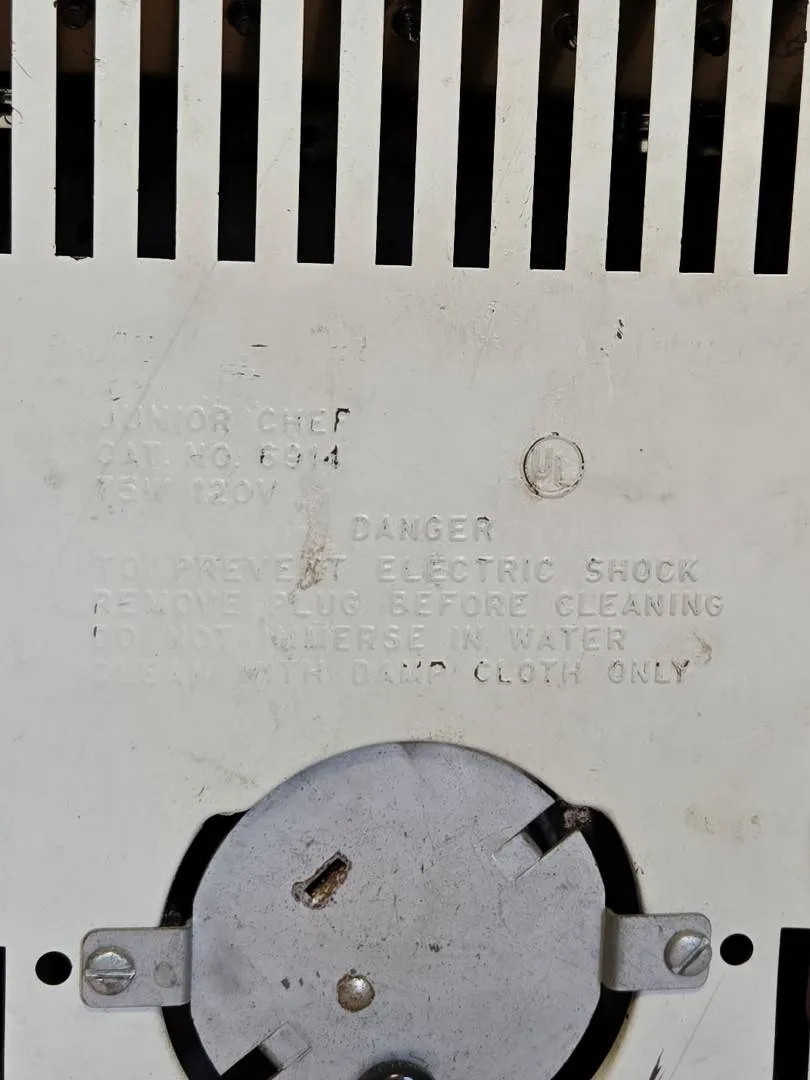 JUNIOR CHEF
CAT. NO. 6914
75W 120V
UL
DANGER
TO PREVENT ELECTRIC SHOCK
REMOVE PLUG BEFORE CLEANING
DO NOT IMMERSE IN WATER
CLEAN WITH DAMP CLOTH ONLY